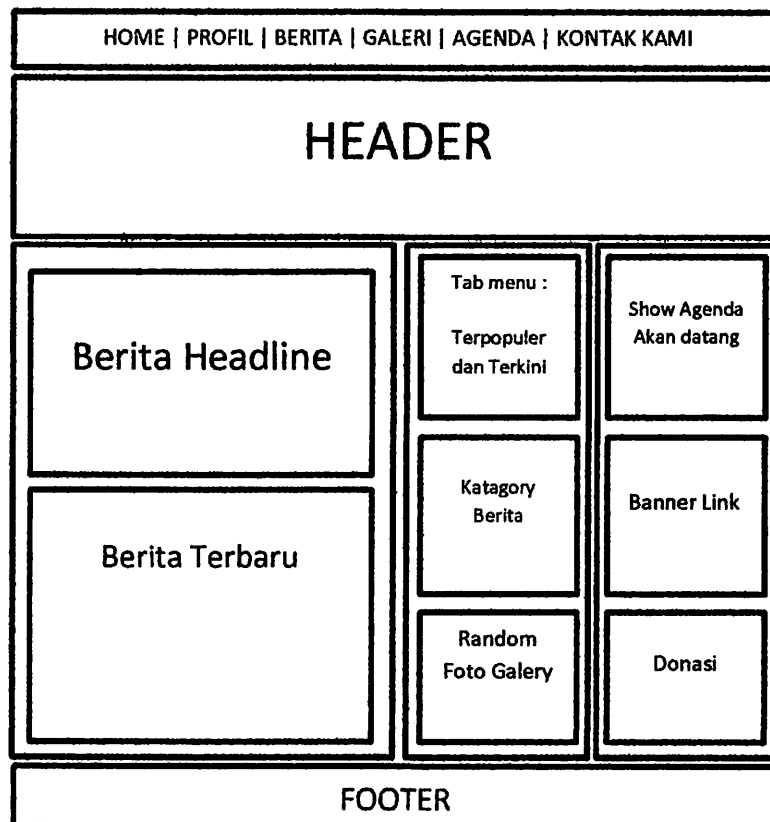 HOME | PROFIL | BERITA | GALERI | AGENDA | KONTAK KAMI
HEADER
Berita Headline
Berita Terbaru
Tab menu :
Terpopuler
dan Terkini
Katagory
Berita
Random
Foto Galery
Show Agenda
Akan datang
Banner Link
Donasi
FOOTER